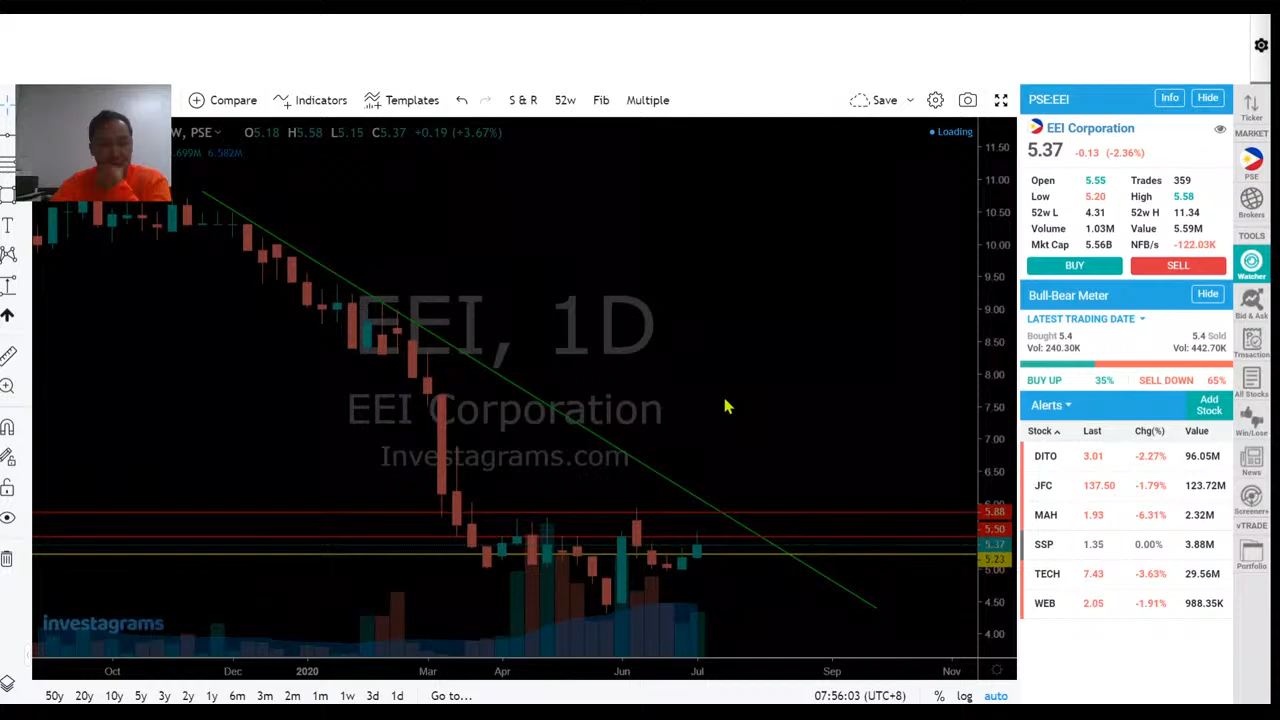 Compare Indicators Templates S & R 52w Fib Multiple Save
W, PSE O5.18 H5.58 L5.15 C5.37 +0.19 (+3.67%)
.699M 6.582M
Loading
EEI, 1D
EEI Corporation
Investagrams.com
investagrams
11.50
11.00
10.50
10.00
9.50
9.00
8.50
8.00
7.50
7.00
6.50
5.88
5.50
5.37
5.23
5.00
4.50
4.00
Oct Dec 2020 Mar Apr Jun Jul Sep Nov
50y 20y 10y 5y 3y 2y 1y 6m 3m 2m 1m 1w 3d 1d Go to... 07:56:03 (UTC+8) % log auto
PSE:EEI Info Hide
EEI Corporation
5.37 -0.13 (-2.36%)
Open 5.55 Trades 359
Low 5.20 High 5.58
52w L 4.31 52w H 11.34
Volume 1.03M Value 5.59M
Mkt Cap 5.56B NFB/s -122.03K
BUY SELL
Bull-Bear Meter Hide
LATEST TRADING DATE
Bought 5.4 5.4 Sold
Vol: 240.30K Vol: 442.70K
BUY UP 35% SELL DOWN 65%
Alerts Add Stock
Stock Last Chg(%) Value
DITO 3.01 -2.27% 96.05M
JFC 137.50 -1.79% 123.72M
MAH 1.93 -6.31% 2.32M
SSP 1.35 0.00% 3.88M
TECH 7.43 -3.63% 29.56M
WEB 2.05 -1.91% 988.35K
Ticker
MARKET
PSE
Brokers
TOOLS
Watcher
Bid & Ask
Trnsaction
All Stocks
Win/Lose
News
Screener+
vTRADE
Portfolio